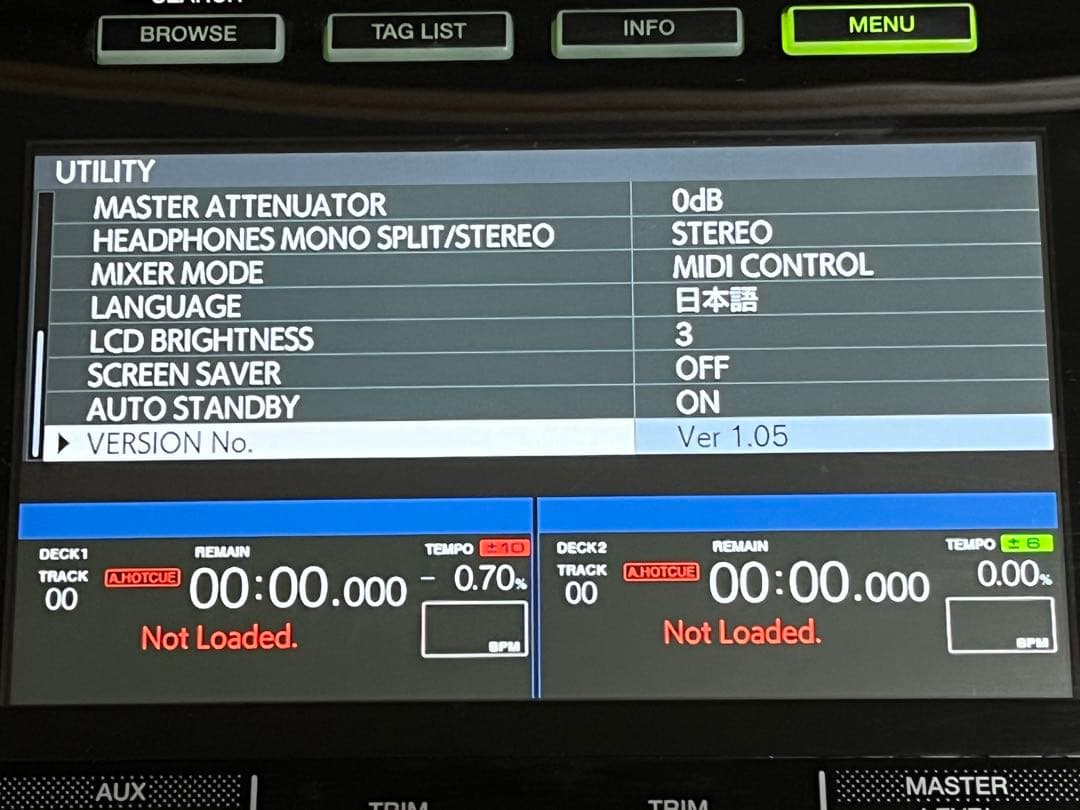 BROWSE TAG LIST INFO MENU
UTILITY
MASTER ATTENUATOR 0dB
HEADPHONES MONO SPLIT/STEREO STEREO
MIXER MODE MIDI CONTROL
LANGUAGE 日本語
LCD BRIGHTNESS 3
SCREEN SAVER OFF
AUTO STANDBY ON
VERSION No. Ver 1.05
DECK1 REMAIN TEMPO ±10
TRACK A.HOTCUE 00:00.000 - 0.70%
00
Not Loaded.
BPM
DECK2 REMAIN TEMPO ±6
TRACK A.HOTCUE 00:00.000 0.00%
00
Not Loaded.
BPM
AUX TRIM TRIM MASTER